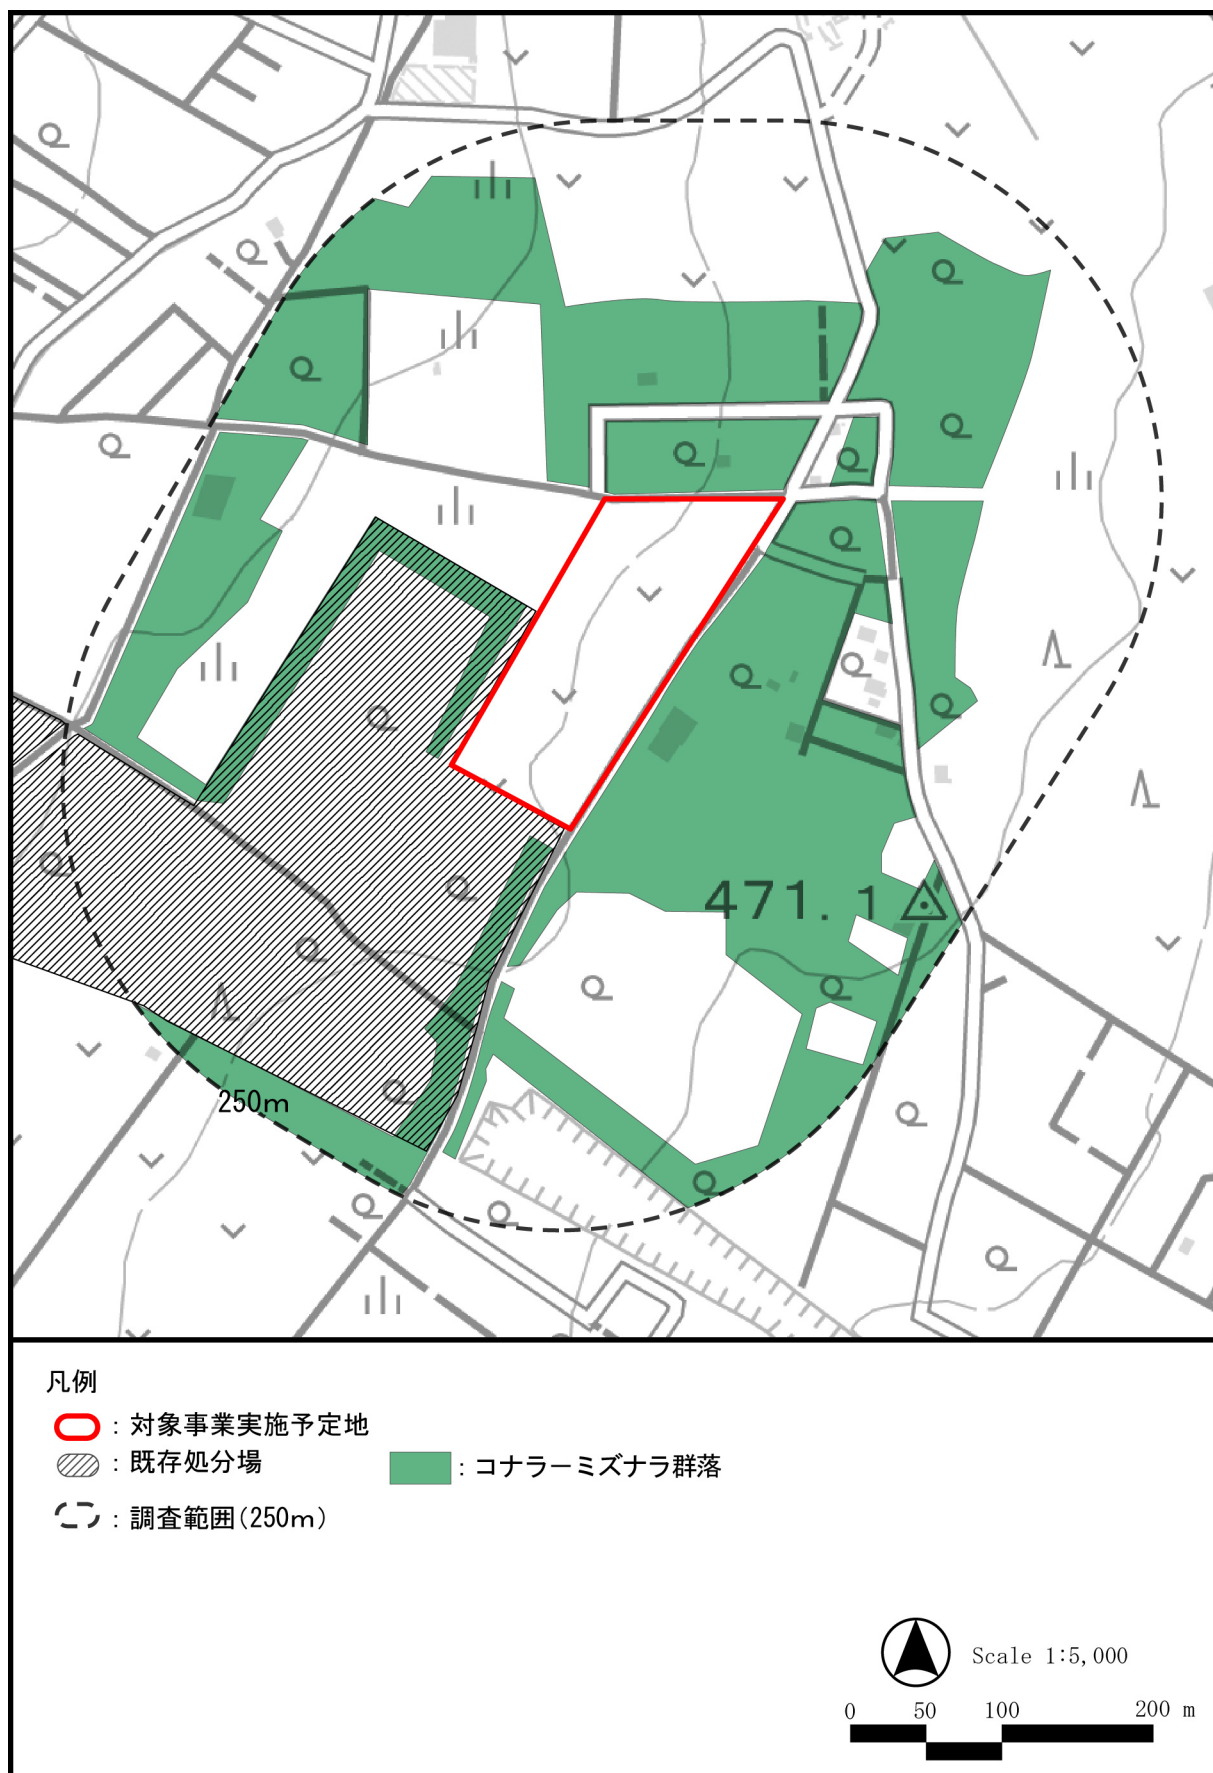 471.1
250m
凡例
: 対象事業実施予定地
: 既存処分場
: コナラーミズナラ群落
: 調査範囲(250m)
Scale 1:5,000
0 50 100 200 m